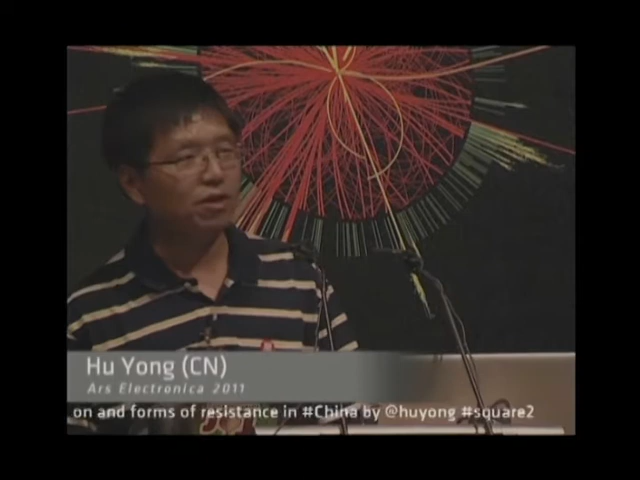 Hu Yong (CN)
Ars Electronica 2011
on and forms of resistance in #China by @huyong #square2